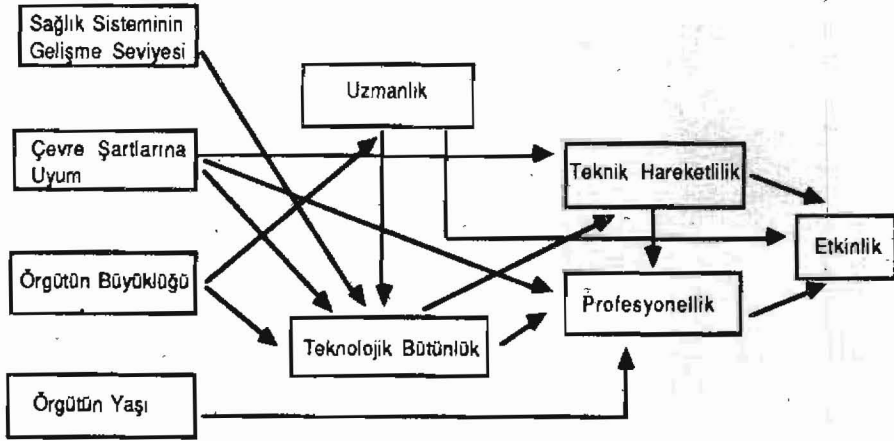 Sağlık Sisteminin
Gelişme Seviyesi
Uzmanlık
Çevre Şartlarına
Uyum
Teknik Hareketlilik
Etkinlik
Örgütün Büyüklüğü
Profesyonellik
Teknolojik Bütünlük
Örgütün Yaşı